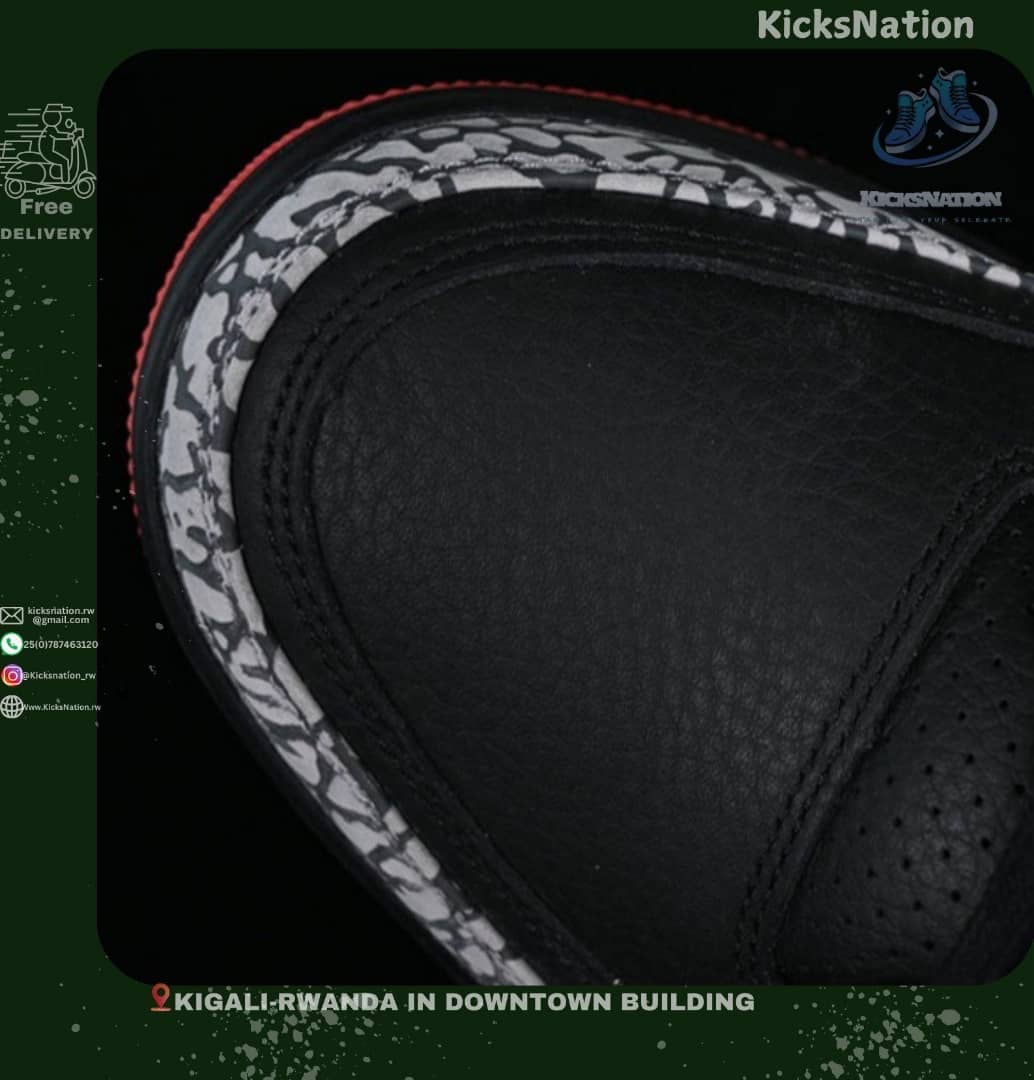 KicksNation
KICKSNATION
Free
DELIVERY
kicksnation.rw
@gmail.com
25(0)787463120
@Kicksnation_rw
Www.KicksNation.rw
KIGALI-RWANDA IN DOWNTOWN BUILDING